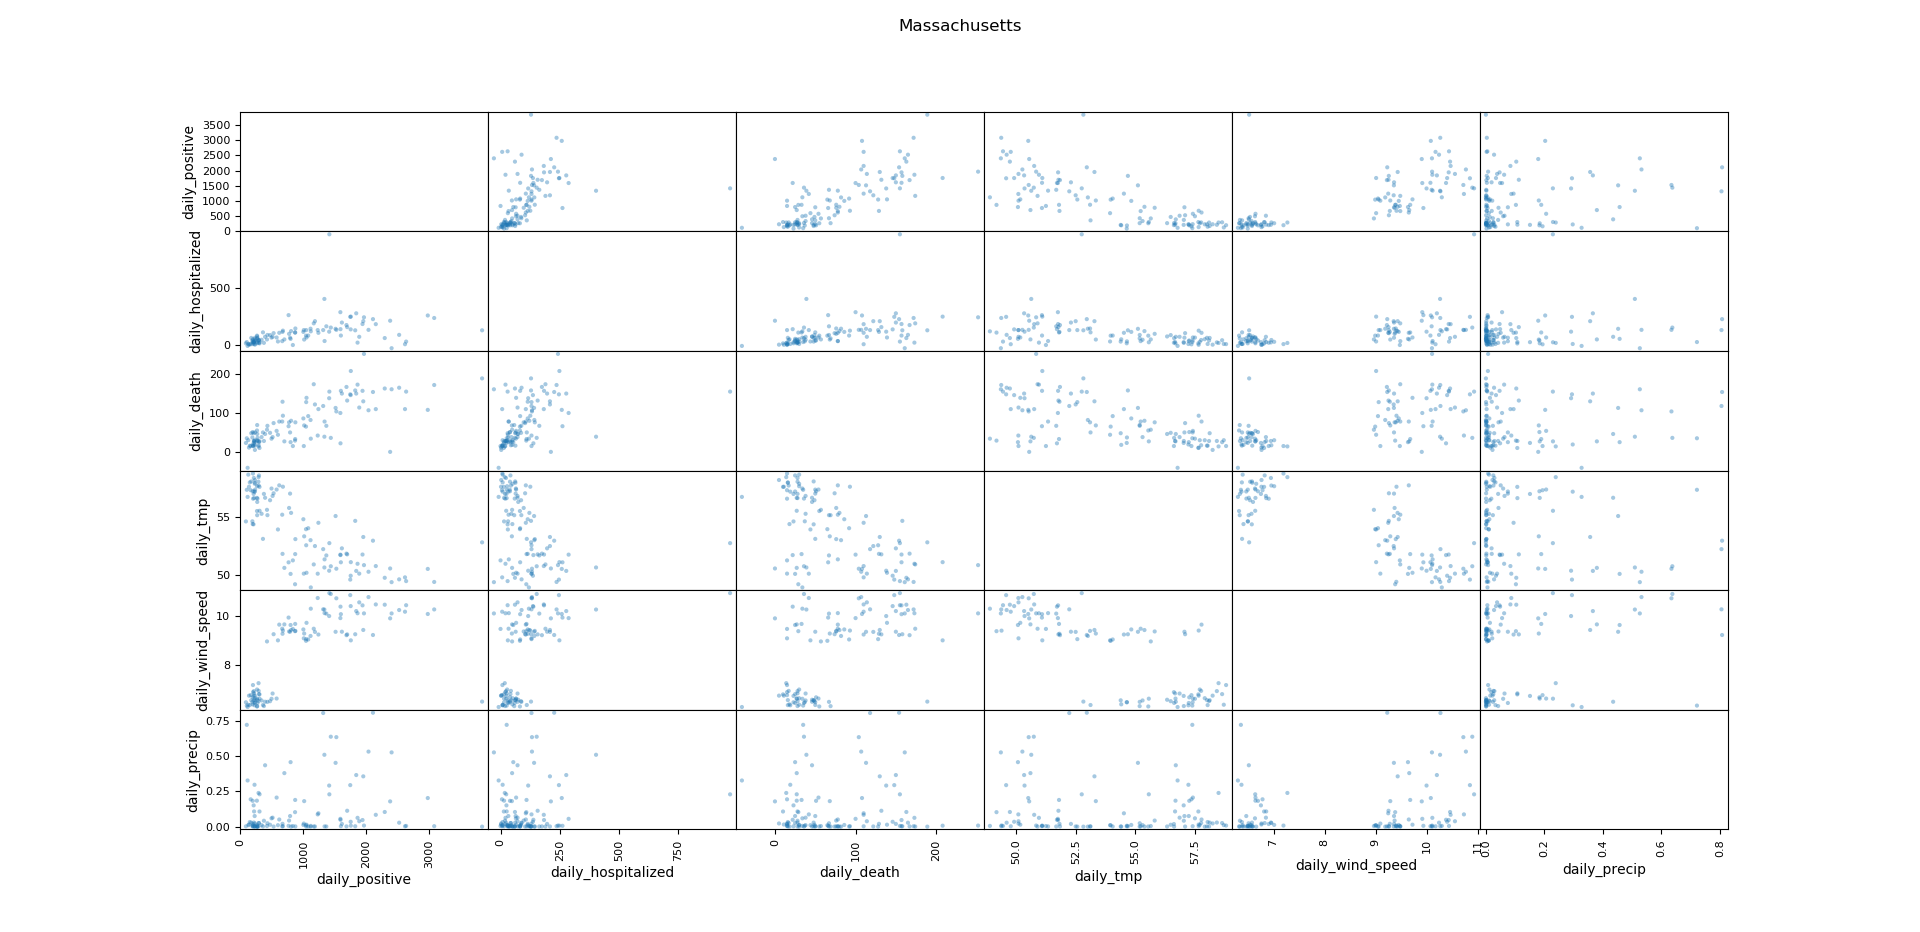 Massachusetts
daily_positive
3500
3000
2500
2000
1500
1000
500
0
daily_hospitalized
500
0
daily_death
200
100
0
daily_tmp
55
50
daily_wind_speed
10
8
daily_precip
0.75
0.50
0.25
0.00
0 1000 2000 3000
0 250 500 750
0 100 200
50.0 52.5 55.0 57.5
7 8 9 10 11
0.0 0.2 0.4 0.6 0.8
daily_positive daily_hospitalized daily_death daily_tmp daily_wind_speed daily_precip